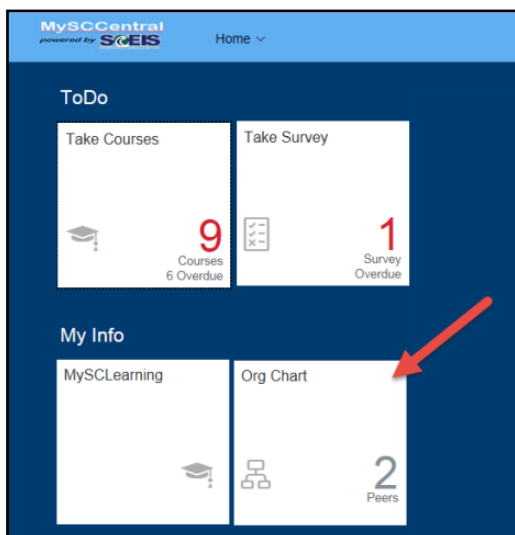 MySCCentral
powered by SCEIS Home
ToDo
Take Courses Take Survey
9 1
Courses Survey
6 Overdue Overdue
My Info
MySCLearning Org Chart
2
Peers